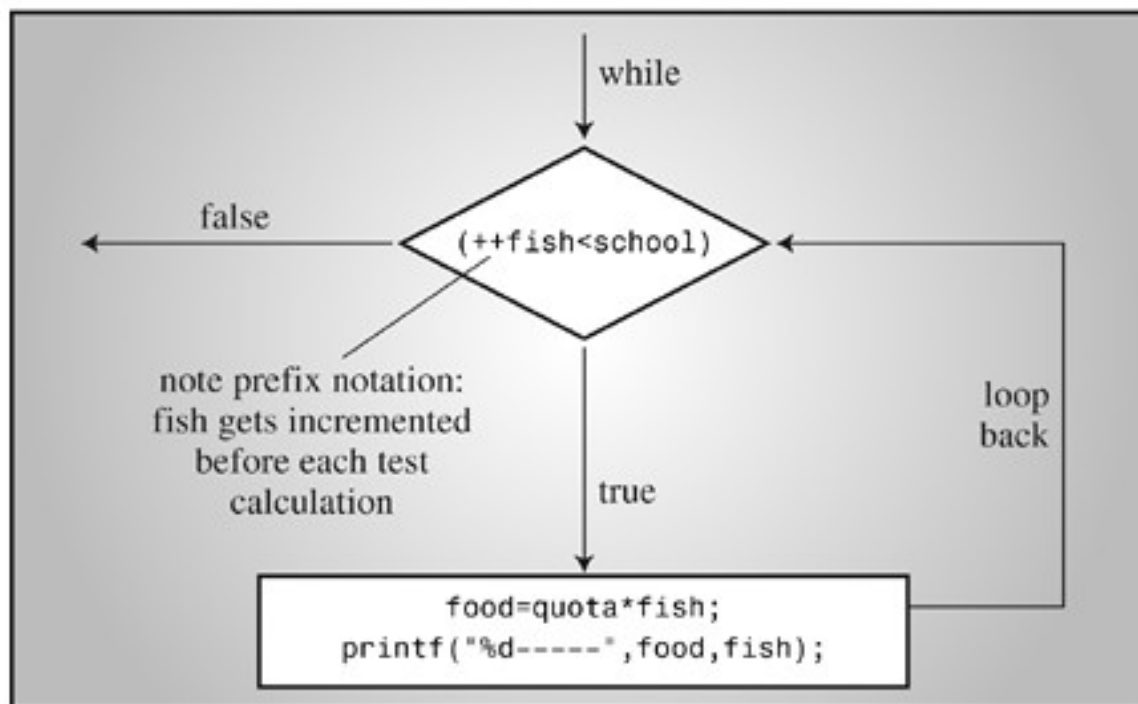 while
false
(++fish<school)
note prefix notation:
fish gets incremented
before each test
calculation
loop
back
true
food=quota*fish;
printf("%d-----",food,fish);